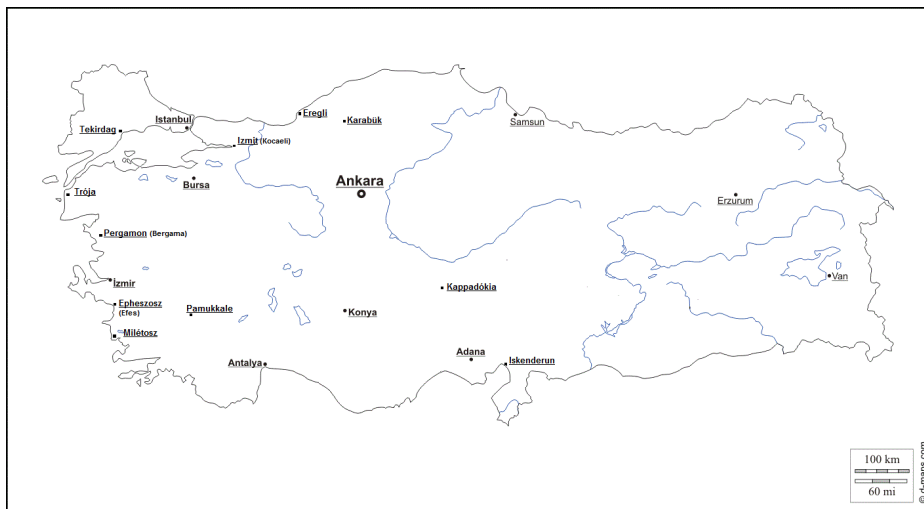 Eregli
Karabük
Samsun
Istanbul
Tekirdag
Izmit (Kocaeli)
Bursa
Ankara
Trója
Erzurum
Pergamon (Bergama)
Van
İzmir
Kappadókia
Epheszosz
(Efes)
Pamukkale
Konya
Milétosz
Adana
Antalya
Iskenderun
100 km
60 mi
© d-maps.com